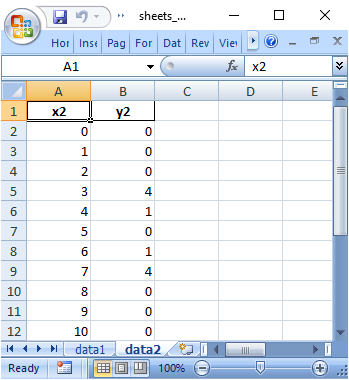 sheets_...
Hor Inse Paç For Dat Rev Viev
A1 fx x2
A B C D E
1 x2 y2
2 0 0
3 1 0
4 2 0
5 3 4
6 4 1
7 5 0
8 6 1
9 7 4
10 8 0
11 9 0
12 10 0
data1 data2
Ready 100%